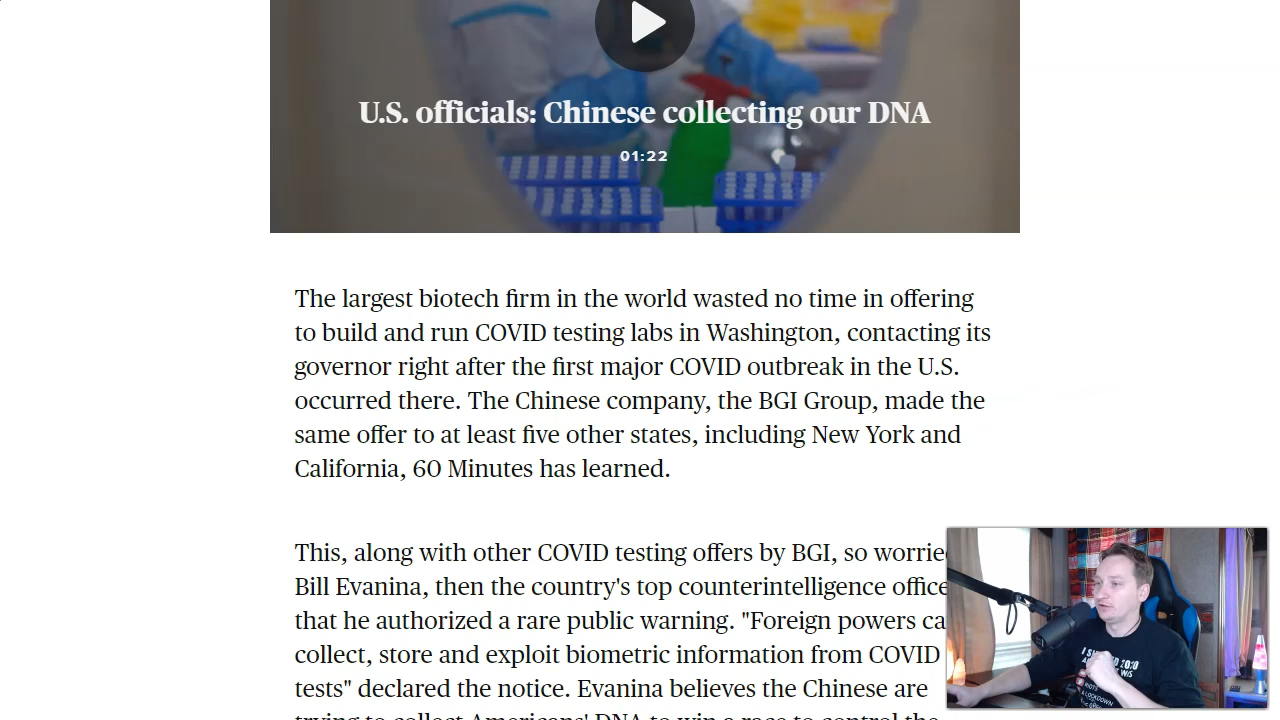 U.S. officials: Chinese collecting our DNA
01:22
The largest biotech firm in the world wasted no time in offering
to build and run COVID testing labs in Washington, contacting its
governor right after the first major COVID outbreak in the U.S.
occurred there. The Chinese company, the BGI Group, made the
same offer to at least five other states, including New York and
California, 60 Minutes has learned.
This, along with other COVID testing offers by BGI, so worrie
Bill Evanina, then the country's top counterintelligence office
that he authorized a rare public warning. "Foreign powers ca
collect, store and exploit biometric information from COVID
tests" declared the notice. Evanina believes the Chinese are
trying to collect Americans' DNA to win a race to control the
RIOTS
LOCKDOWN